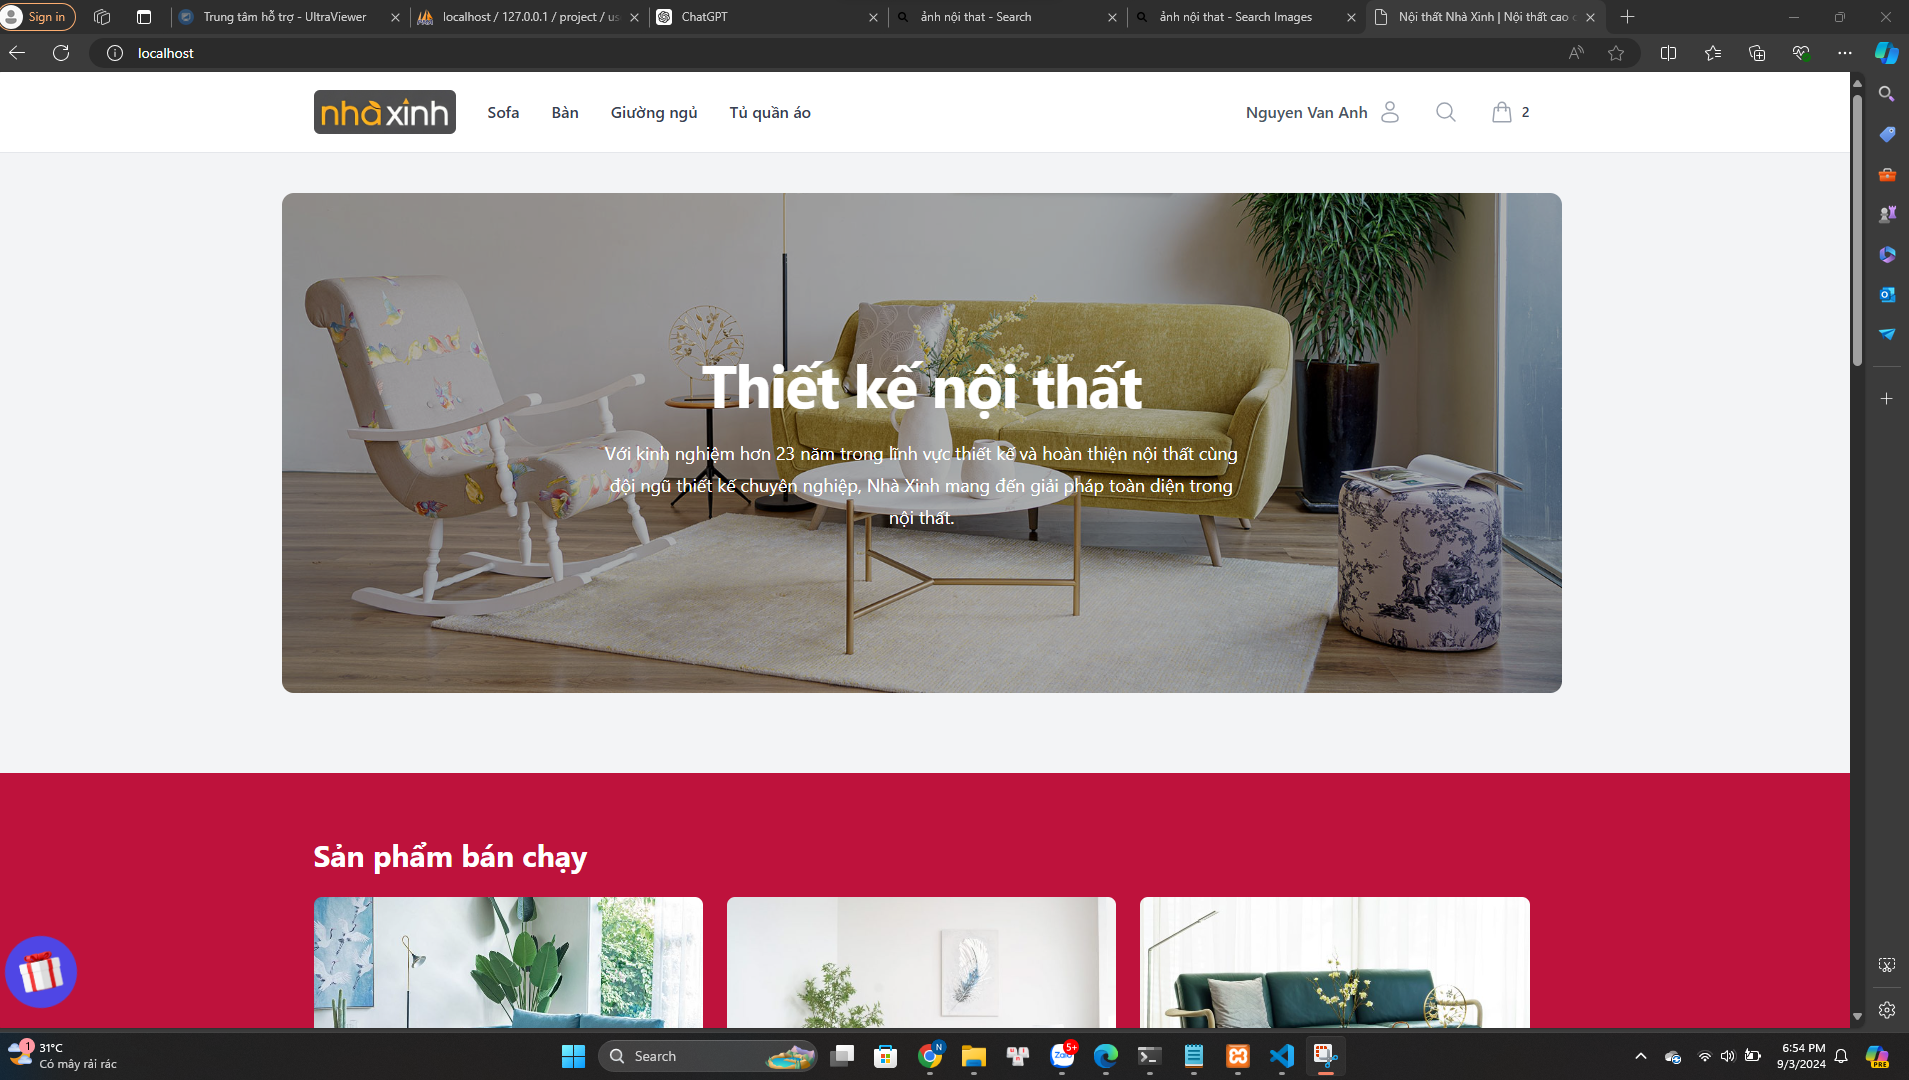 Sign in
Trung tâm hỗ trợ - UltraViewer
localhost / 127.0.0.1 / project / us
ChatGPT
ảnh nội that - Search
ảnh nội that - Search Images
Nội thất Nhà Xinh | Nội thất cao c
localhost
nhàxinh
Sofa
Bàn
Giường ngủ
Tủ quần áo
Nguyen Van Anh
2
Thiết kế nội thất
Với kinh nghiệm hơn 23 năm trong lĩnh vực thiết kế và hoàn thiện nội thất cùng
đội ngũ thiết kế chuyên nghiệp, Nhà Xinh mang đến giải pháp toàn diện trong
nội thất.
Sản phẩm bán chạy
1
31°C
Có mây rải rác
Search
N
Zalo
5+
PRE
6:54 PM
9/3/2024